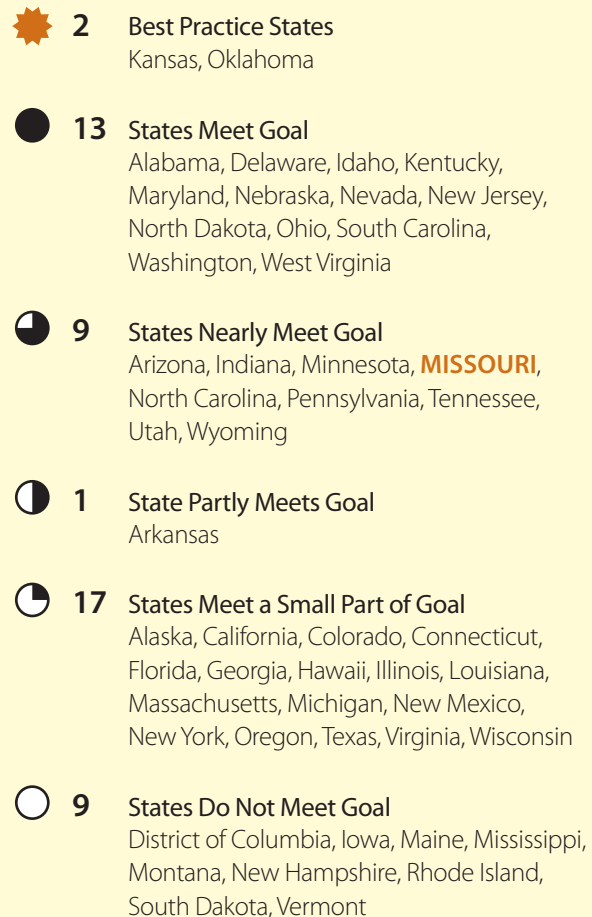 2 Best Practice States
Kansas, Oklahoma
13 States Meet Goal
Alabama, Delaware, Idaho, Kentucky,
Maryland, Nebraska, Nevada, New Jersey,
North Dakota, Ohio, South Carolina,
Washington, West Virginia
9 States Nearly Meet Goal
Arizona, Indiana, Minnesota, MISSOURI,
North Carolina, Pennsylvania, Tennessee,
Utah, Wyoming
1 State Partly Meets Goal
Arkansas
17 States Meet a Small Part of Goal
Alaska, California, Colorado, Connecticut,
Florida, Georgia, Hawaii, Illinois, Louisiana,
Massachusetts, Michigan, New Mexico,
New York, Oregon, Texas, Virginia, Wisconsin
9 States Do Not Meet Goal
District of Columbia, Iowa, Maine, Mississippi,
Montana, New Hampshire, Rhode Island,
South Dakota, Vermont